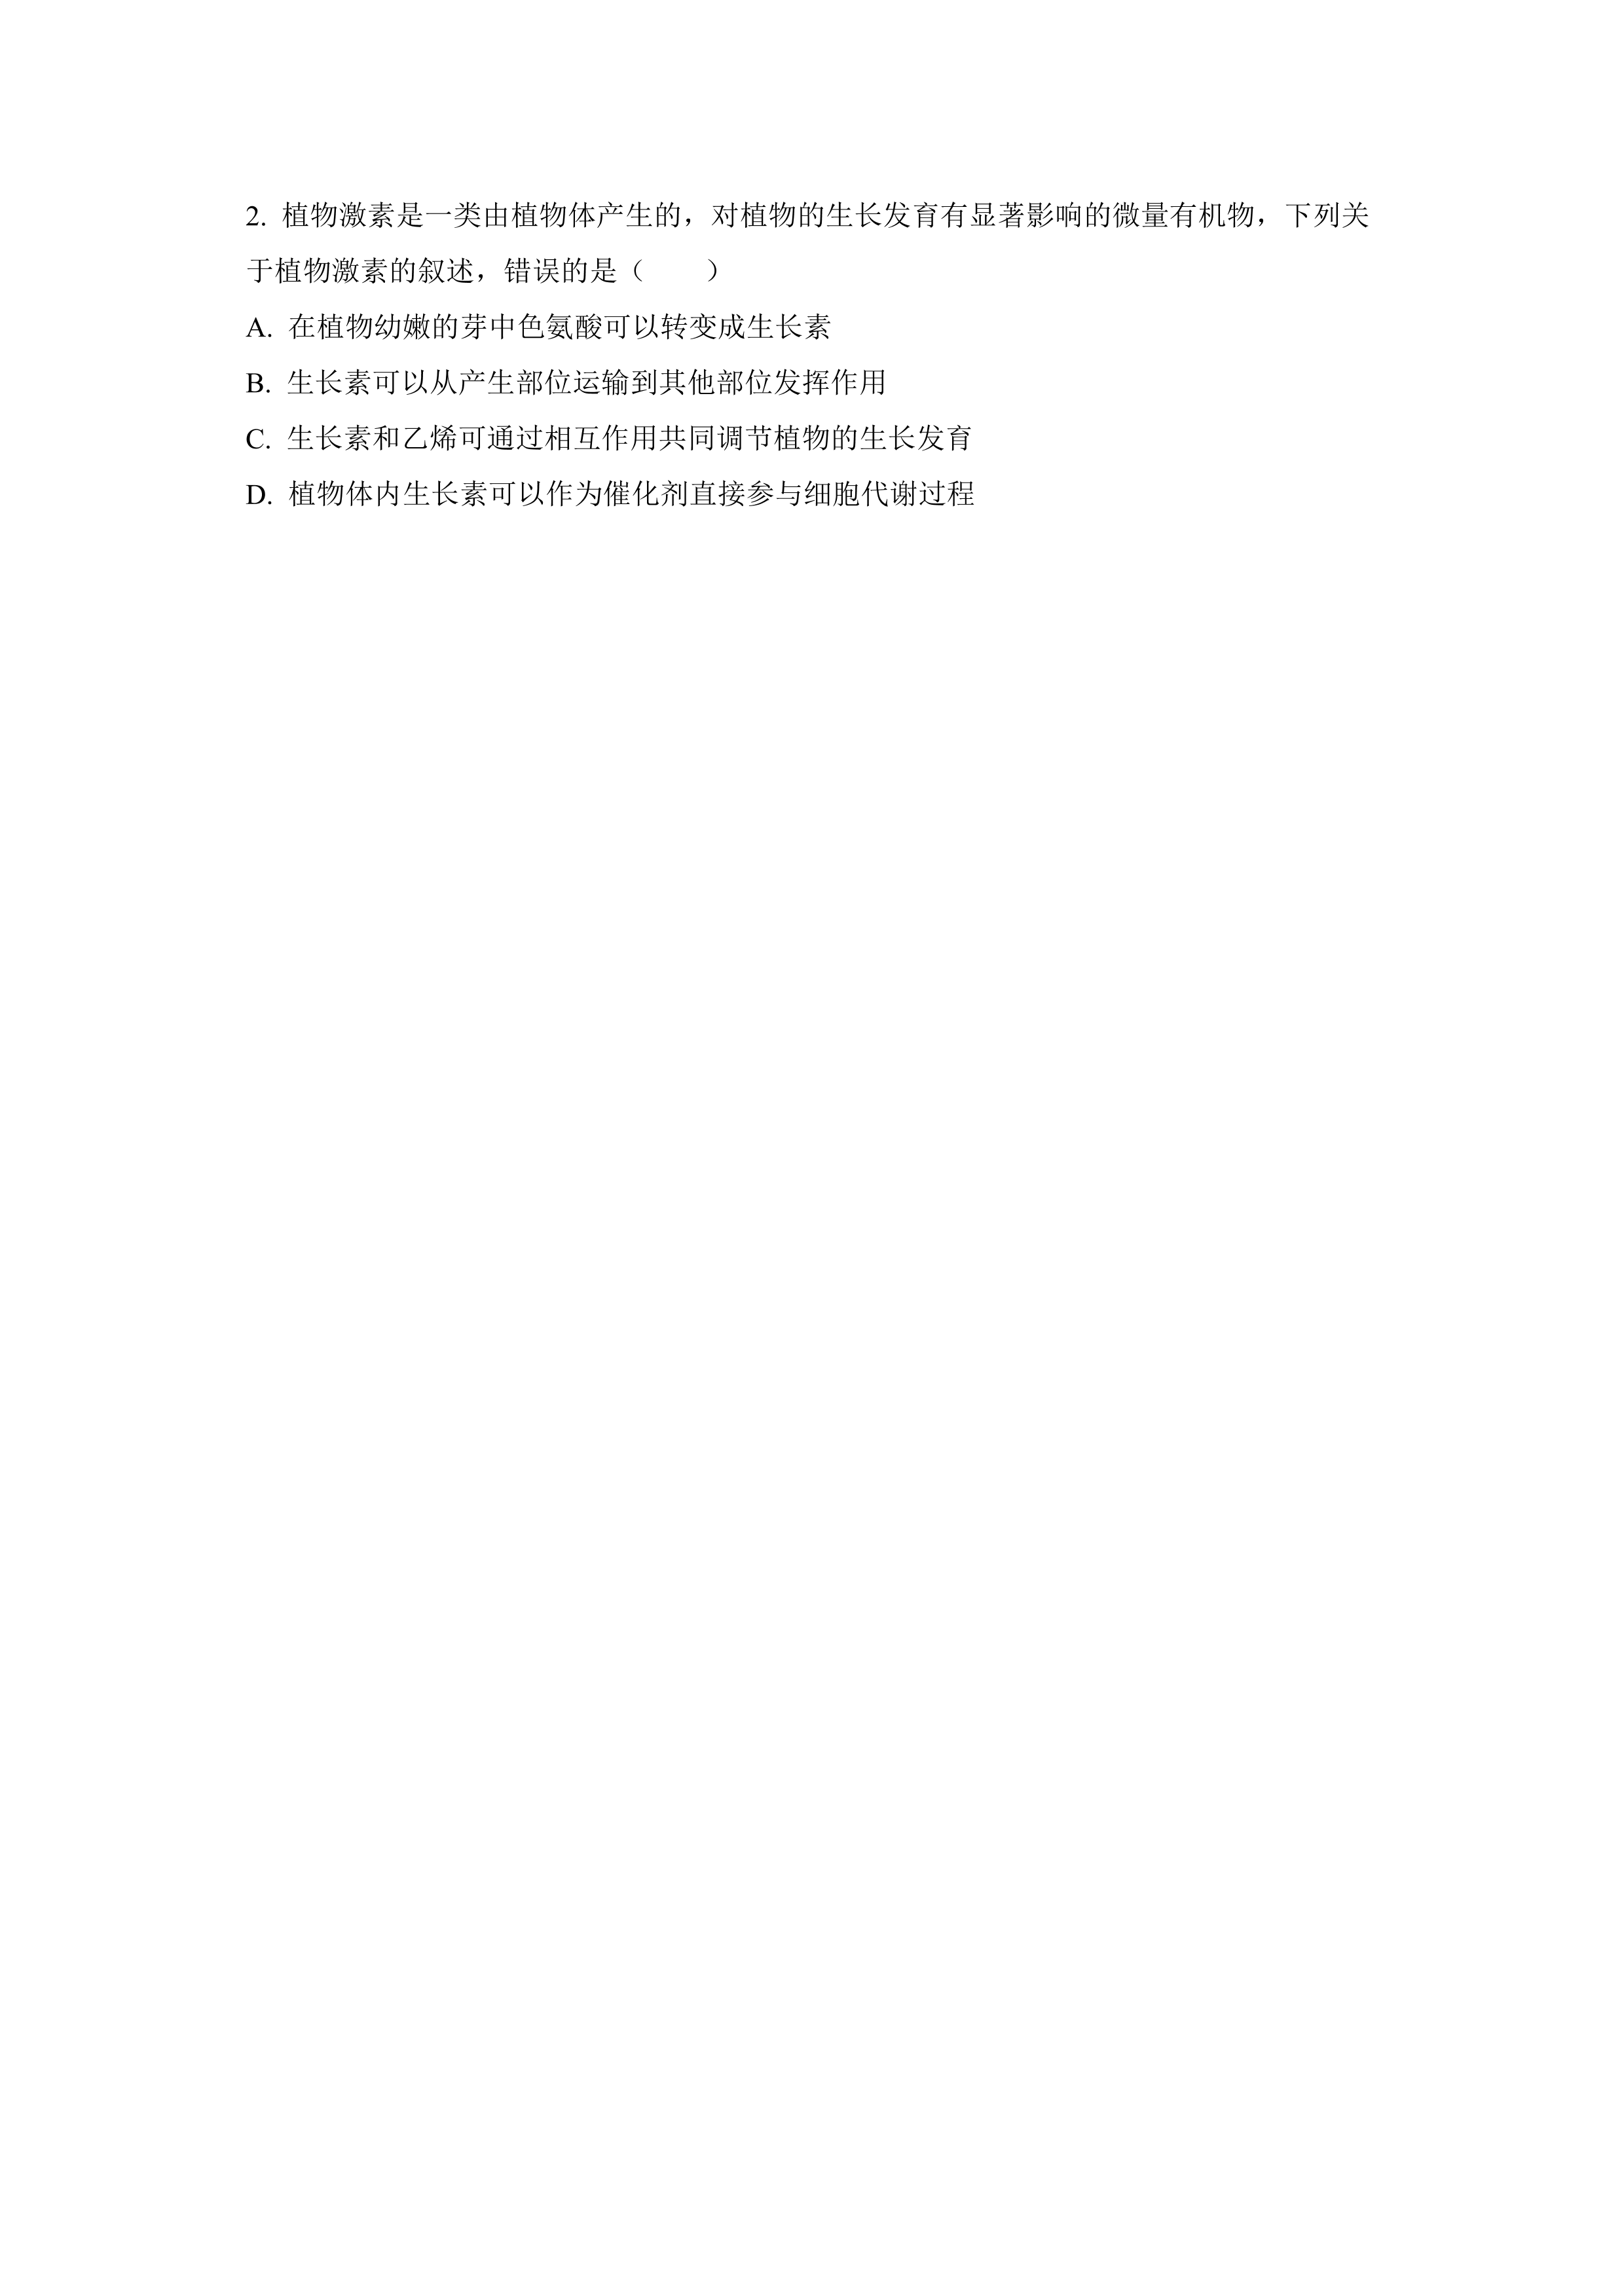 2. 植物激素是一类由植物体产生的，对植物的生长发育有显著影响的微量有机物，下列关
于植物激素的叙述，错误的是（　　）
A. 在植物幼嫩的芽中色氨酸可以转变成生长素
B. 生长素可以从产生部位运输到其他部位发挥作用
C. 生长素和乙烯可通过相互作用共同调节植物的生长发育
D. 植物体内生长素可以作为催化剂直接参与细胞代谢过程